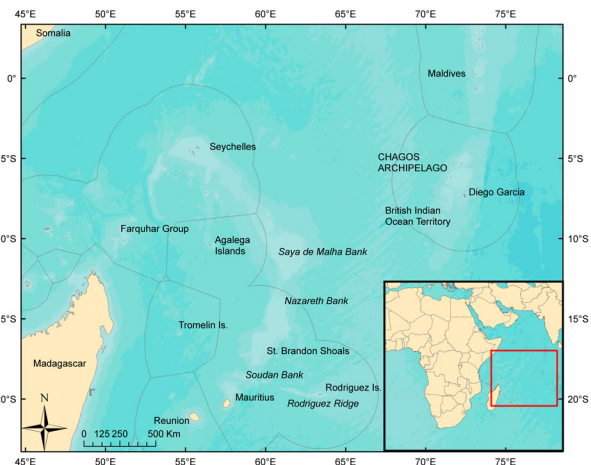 45°E 50°E 55°E 60°E 65°E 70°E 75°E
Somalia
0° 0°
Maldives
5°S 5°S
Seychelles
CHAGOS
ARCHIPELAGO
Diego Garcia
British Indian
Ocean Territory
Farquhar Group
Agalega
Islands
10°S 10°S
Saya de Malha Bank
Nazareth Bank
15°S 15°S
Tromelin Is.
St. Brandon Shoals
Madagascar
Soudan Bank
Rodriguez Is.
Mauritius
Rodriguez Ridge
N
20°S 20°S
Reunion
0 125 250 500 Km
45°E 50°E 55°E 60°E 65°E 70°E 75°E